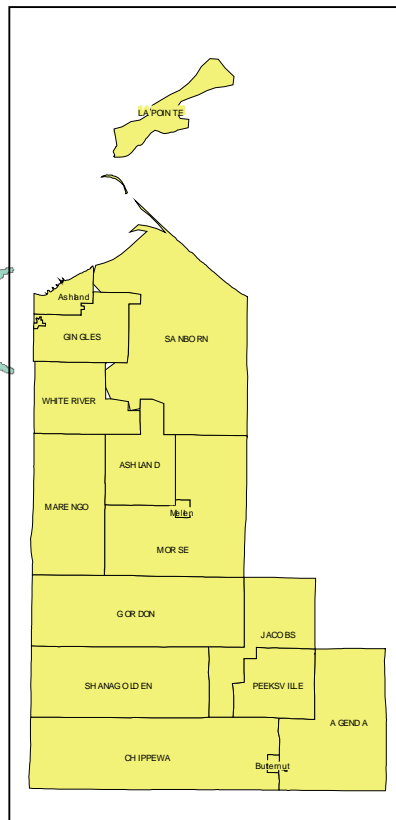 LA POINTE
Ashland
GINGLES
SANBORN
WHITE RIVER
ASHLAND
MARENGO
Mellen
MORSE
GORDON
JACOBS
SHANAGOLDEN
PEEKSVILLE
AGENDA
CHIPPEWA
Butternut